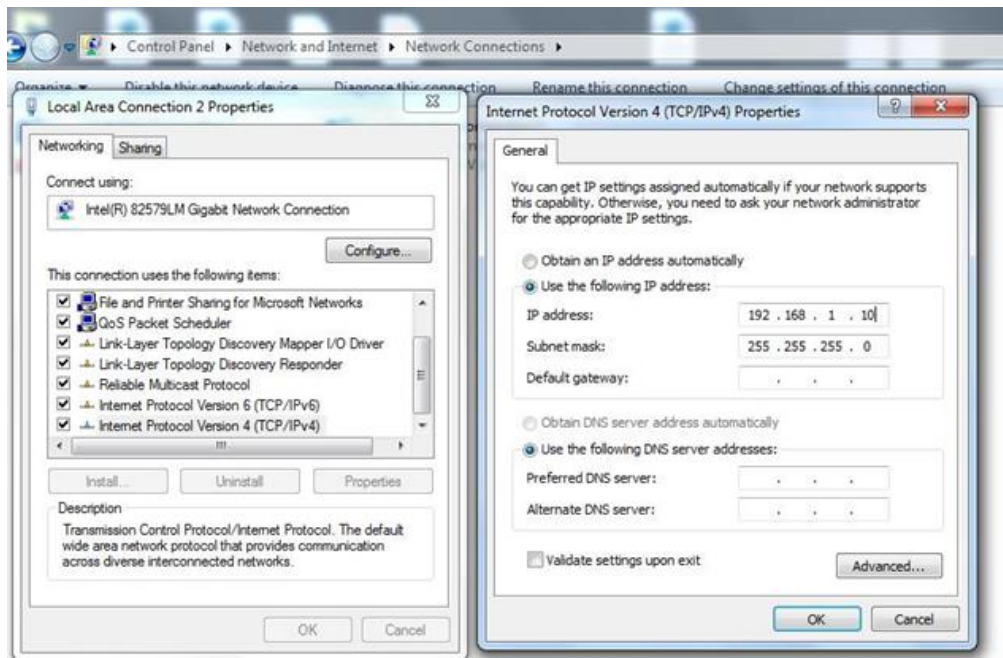 Control Panel ▸ Network and Internet ▸ Network Connections ▸
Organize ▾ Disable this network device Diagnose this connection Rename this connection Change settings of this connection
Local Area Connection 2 Properties
Networking Sharing
Connect using:
Intel(R) 82579LM Gigabit Network Connection
Configure...
This connection uses the following items:
File and Printer Sharing for Microsoft Networks
QoS Packet Scheduler
Link-Layer Topology Discovery Mapper I/O Driver
Link-Layer Topology Discovery Responder
Reliable Multicast Protocol
Internet Protocol Version 6 (TCP/IPv6)
Internet Protocol Version 4 (TCP/IPv4)
Install... Uninstall Properties
Description
Transmission Control Protocol/Internet Protocol. The default
wide area network protocol that provides communication
across diverse interconnected networks.
OK Cancel
Internet Protocol Version 4 (TCP/IPv4) Properties
General
You can get IP settings assigned automatically if your network supports
this capability. Otherwise, you need to ask your network administrator
for the appropriate IP settings.
Obtain an IP address automatically
Use the following IP address:
IP address: 192 . 168 . 1 . 10
Subnet mask: 255 . 255 . 255 . 0
Default gateway: . . .
Obtain DNS server address automatically
Use the following DNS server addresses:
Preferred DNS server: . . .
Alternate DNS server: . . .
Validate settings upon exit
Advanced...
OK Cancel